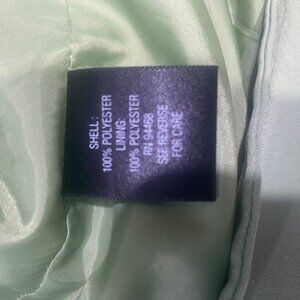 SHELL:
100% POLYESTER
LINING:
100% POLYESTER
RN 94468
SEE REVERSE
FOR CARE